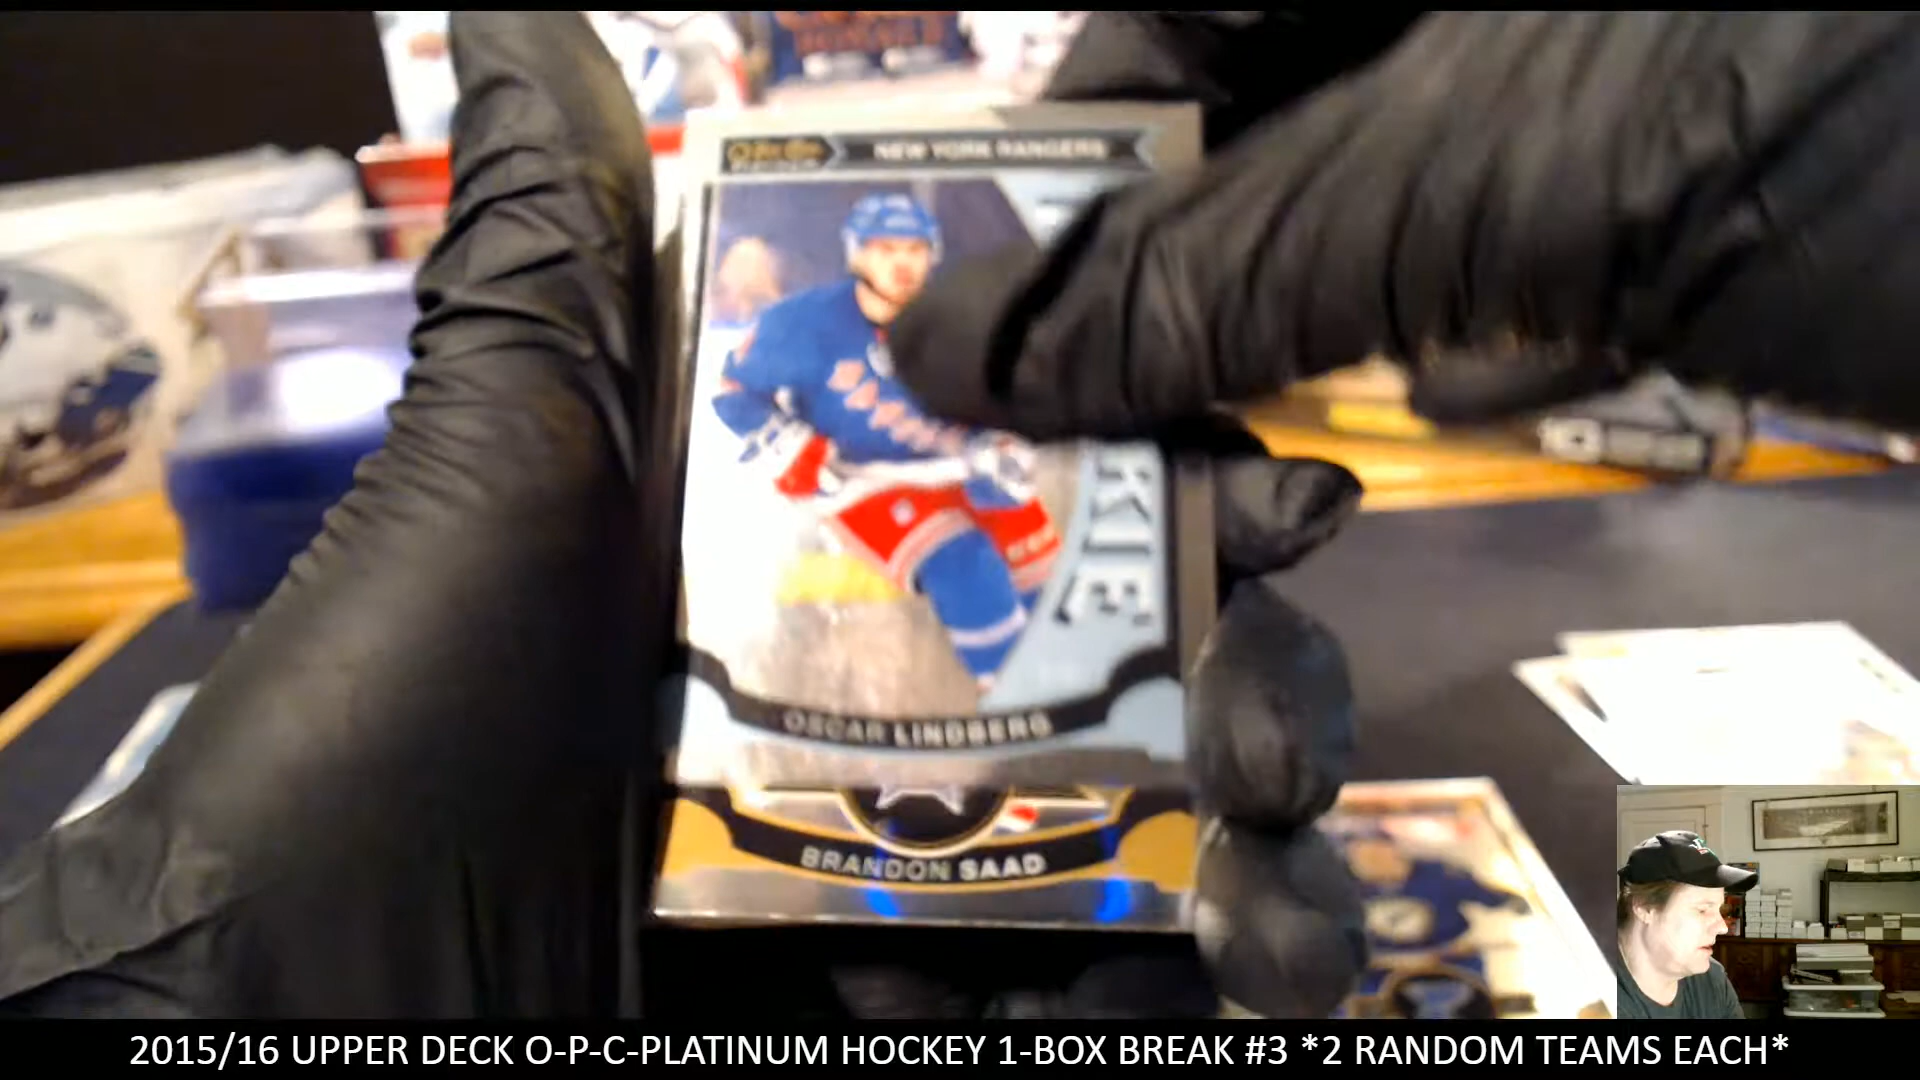 NEW YORK RANGERS
RKIE
OSCAR LINDBERG
BRANDON SAAD
2015/16 UPPER DECK O-P-C-PLATINUM HOCKEY 1-BOX BREAK #3 *2 RANDOM TEAMS EACH*